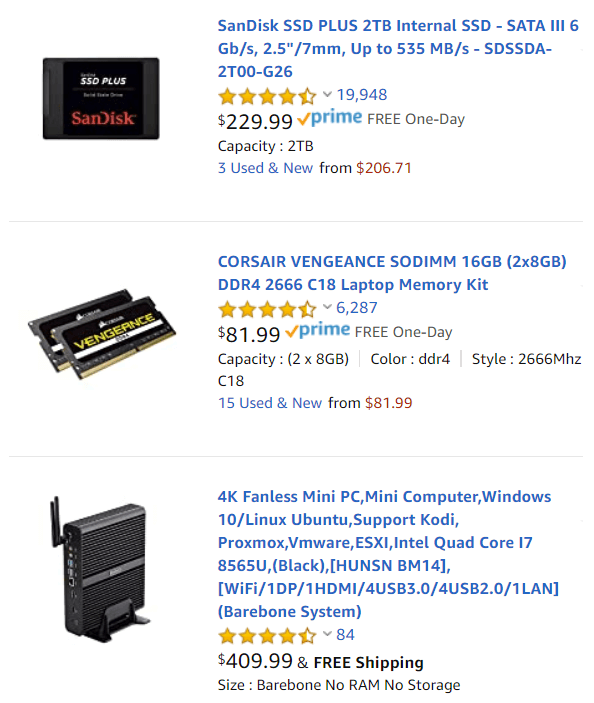 SanDisk SSD PLUS 2TB Internal SSD - SATA III 6
Gb/s, 2.5"/7mm, Up to 535 MB/s - SDSSDA-
2T00-G26
SanDisk
SSD PLUS
Solid State Drive
SanDisk
19,948
$229.99 prime FREE One-Day
Capacity : 2TB
3 Used & New from $206.71
CORSAIR VENGEANCE SODIMM 16GB (2x8GB)
DDR4 2666 C18 Laptop Memory Kit
CORSAIR
VENGEANCE
DDR4
6,287
$81.99 prime FREE One-Day
Capacity : (2 x 8GB) | Color : ddr4 | Style : 2666Mhz
C18
15 Used & New from $81.99
4K Fanless Mini PC,Mini Computer,Windows
10/Linux Ubuntu,Support Kodi,
Proxmox,Vmware,ESXI,Intel Quad Core I7
8565U,(Black),[HUNSN BM14],
[WiFi/1DP/1HDMI/4USB3.0/4USB2.0/1LAN]
(Barebone System)
84
$409.99 & FREE Shipping
Size : Barebone No RAM No Storage